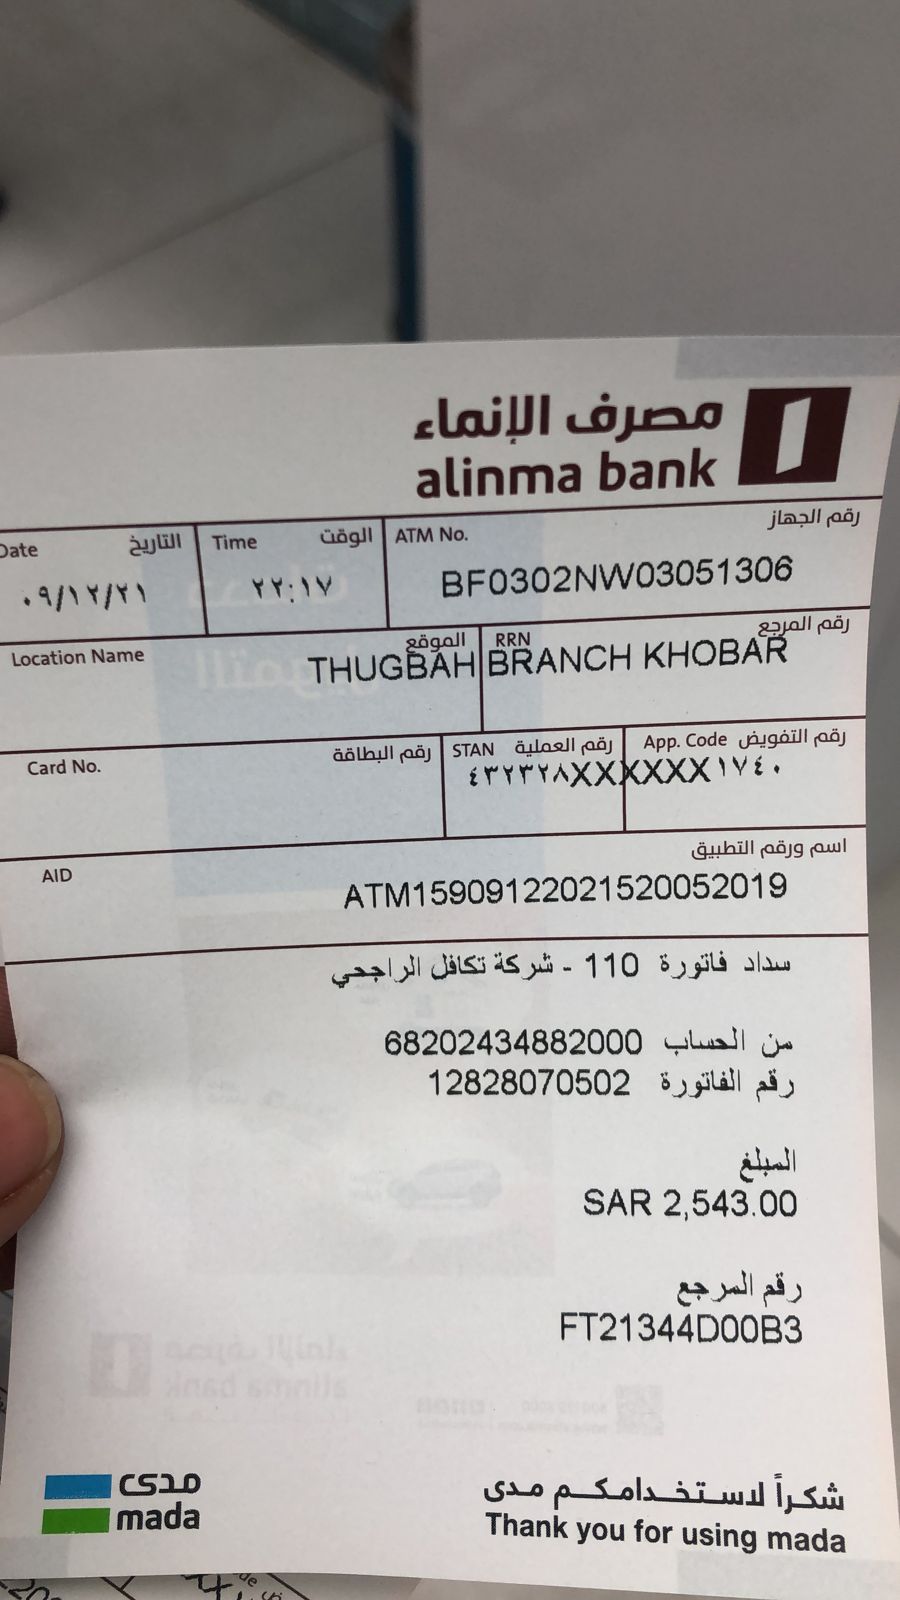 مصرف الإنماء
alinma bank
Date التاريخ Time الوقت ATM No. رقم الجهاز
٠٩/١٢/٢١ ٢٢:١٧ BF0302NW03051306
Location Name الموقع RRN رقم المرجع
THUGBAH BRANCH KHOBAR
Card No. رقم البطاقة STAN رقم العملية App. Code رقم التفويض
٤٣٢٣٢٨XXXXXX١٧٤٠
AID اسم ورقم التطبيق
ATM15909122021520052019
سداد فاتورة 110 - شركة تكافل الراجحي
من الحساب 68202434882000
رقم الفاتورة 12828070502
المبلغ
SAR 2,543.00
رقم المرجع
FT21344D00B3
مدى
mada
شكراً لاستخدامكم مدى
Thank you for using mada